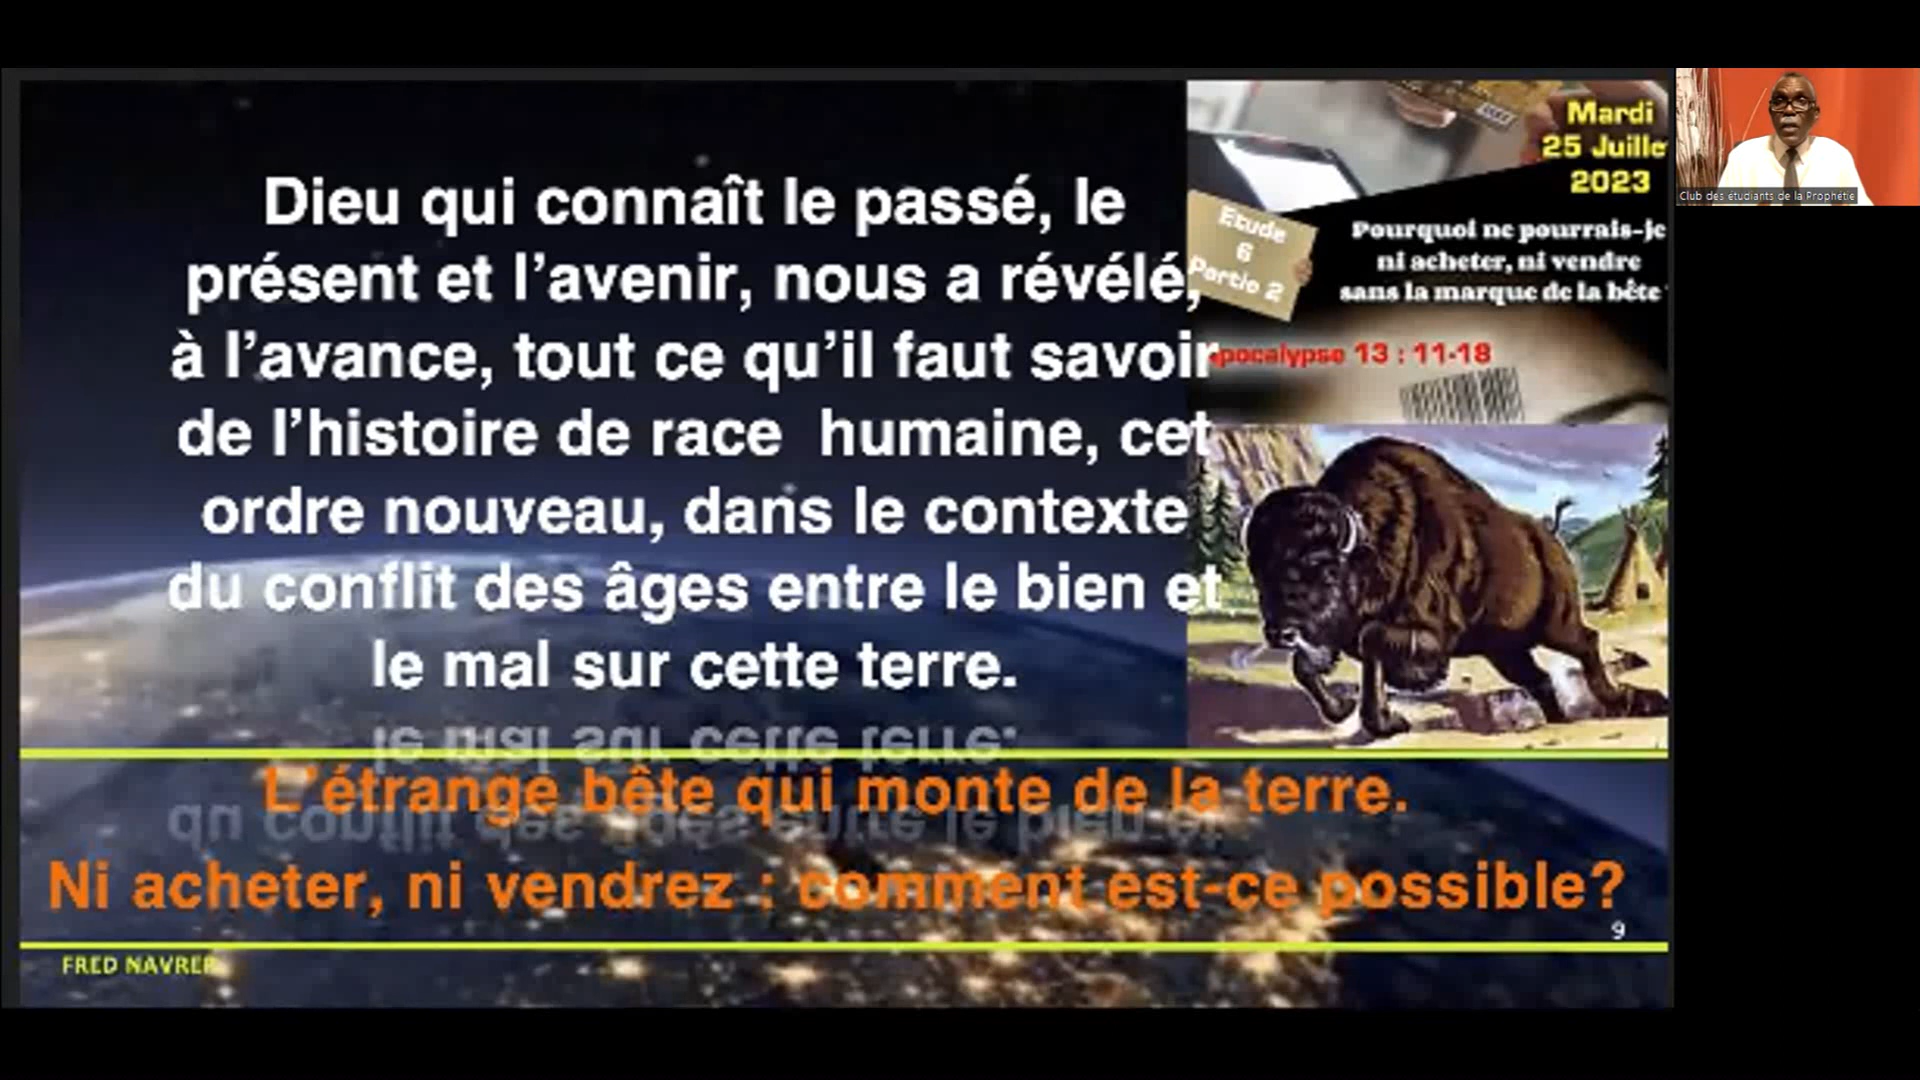 Dieu qui connaît le passé, le
présent et l’avenir, nous a révélé,
à l’avance, tout ce qu’il faut savoir
de l’histoire de race humaine, cet
ordre nouveau, dans le contexte
du conflit des âges entre le bien et
le mal sur cette terre.
Mardi
25 Juille
2023
Etude
6
Partie 2
Pourquoi ne pourrais-je
ni acheter, ni vendre
sans la marque de la bête
pocalypse 13 : 11-18
L’étrange bête qui monte de la terre.
Ni acheter, ni vendrez : comment est-ce possible?
9
FRED NAVRER
Club des étudiants de la Prophétie